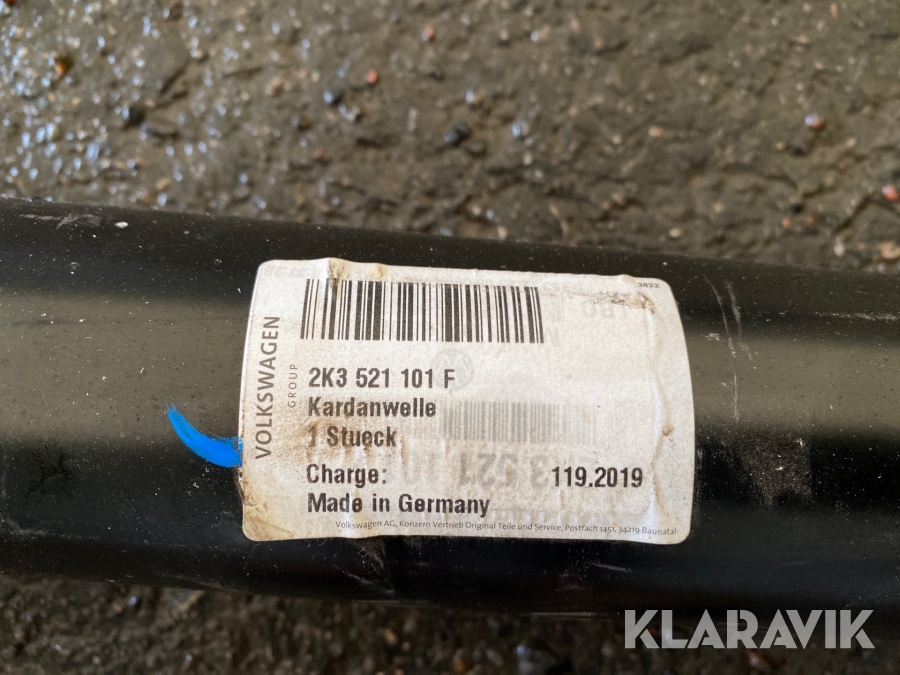 3822
VOLKSWAGEN
GROUP
2K3 521 101 F
Kardanwelle
1 Stueck
Charge: 119.2019
Made in Germany
Volkswagen AG, Konzern Vertrieb Original Teile und Service, Postfach 1451, 34219 Baunatal
KLARAVIK